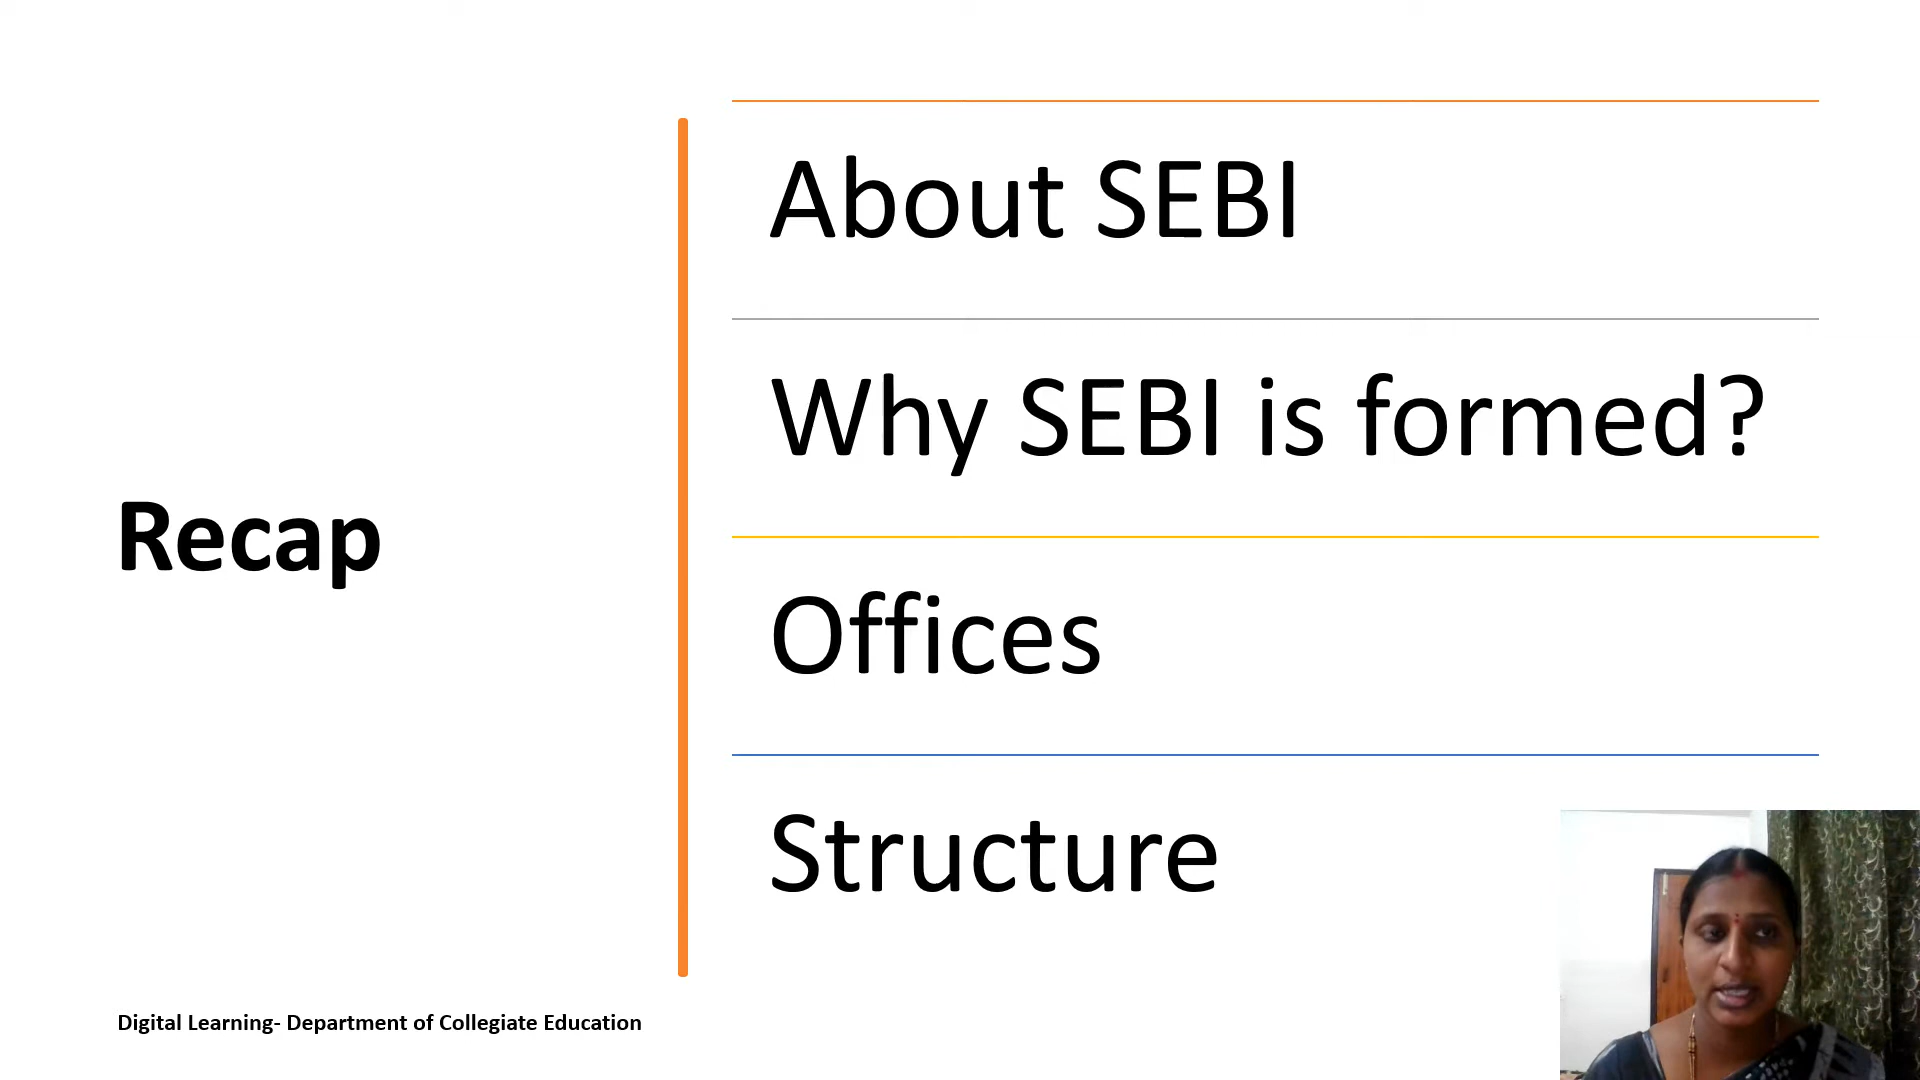 Recap
About SEBI
Why SEBI is formed?
Offices
Structure
Digital Learning- Department of Collegiate Education